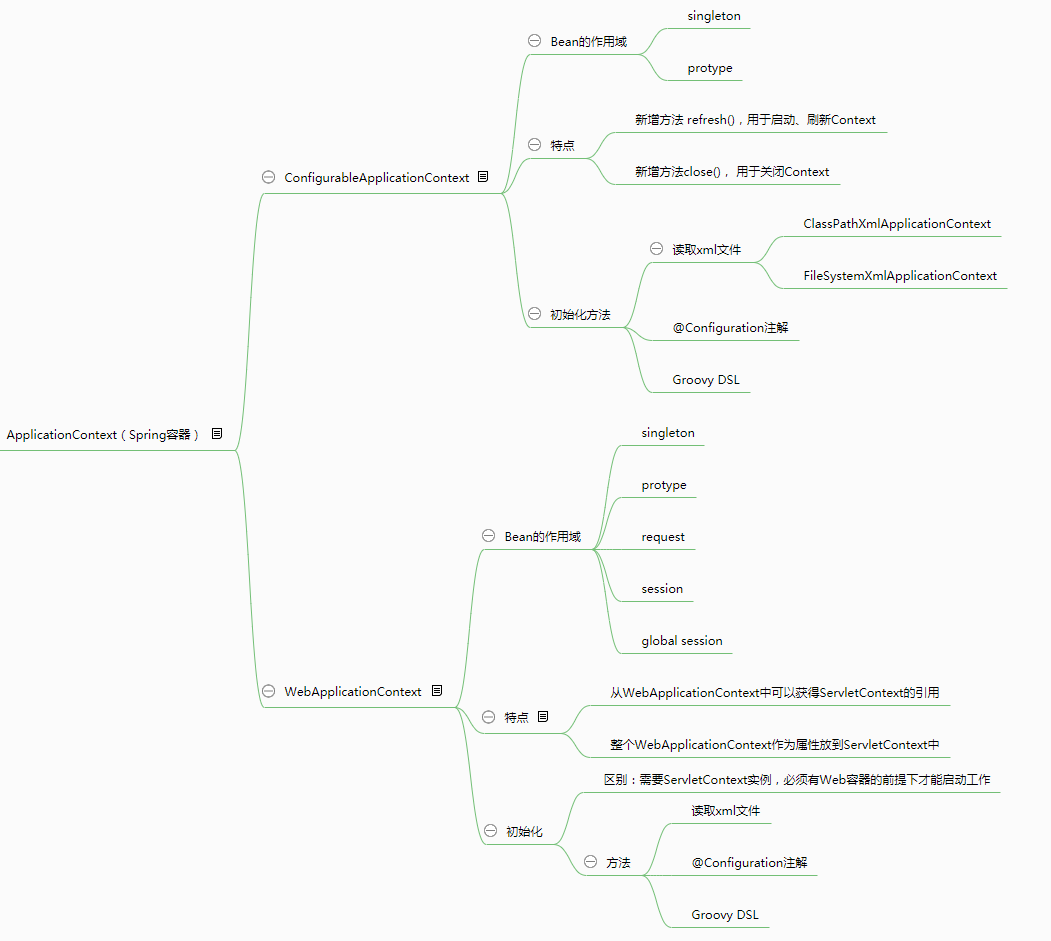 ApplicationContext（Spring容器）
ConfigurableApplicationContext
Bean的作用域
singleton
protype
特点
新增方法 refresh()，用于启动、刷新Context
新增方法close()， 用于关闭Context
初始化方法
读取xml文件
ClassPathXmlApplicationContext
FileSystemXmlApplicationContext
@Configuration注解
Groovy DSL
WebApplicationContext
Bean的作用域
singleton
protype
request
session
global session
特点
从WebApplicationContext中可以获得ServletContext的引用
整个WebApplicationContext作为属性放到ServletContext中
初始化
区别：需要ServletContext实例，必须有Web容器的前提下才能启动工作
方法
读取xml文件
@Configuration注解
Groovy DSL